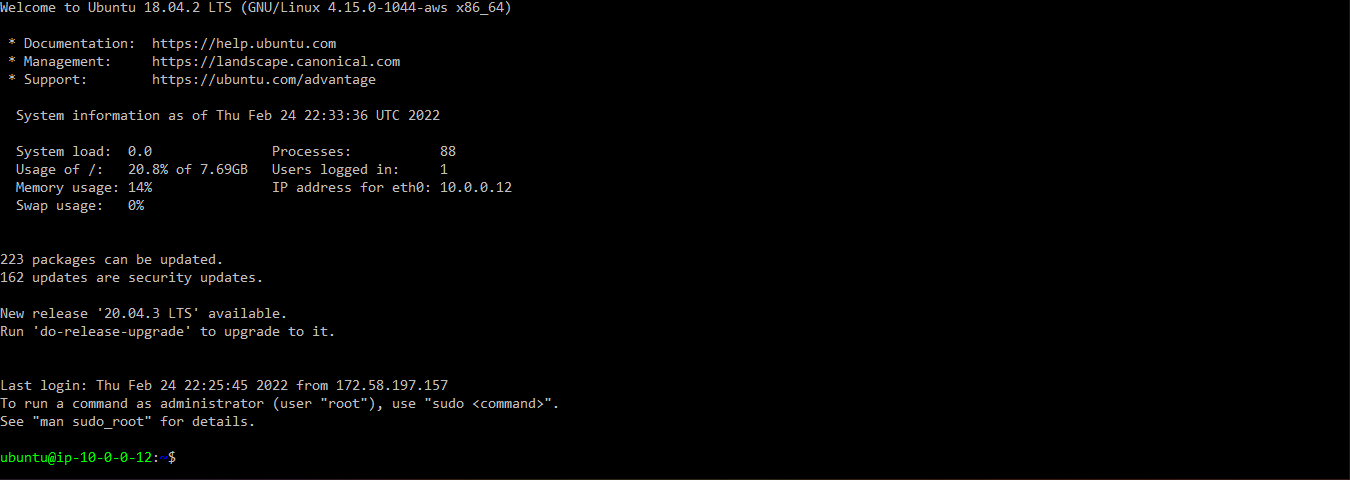 Welcome to Ubuntu 18.04.2 LTS (GNU/Linux 4.15.0-1044-aws x86_64)
* Documentation:  https://help.ubuntu.com
* Management:     https://landscape.canonical.com
* Support:        https://ubuntu.com/advantage
System information as of Thu Feb 24 22:33:36 UTC 2022
System load:  0.0               Processes:           88
Usage of /:   20.8% of 7.69GB   Users logged in:     1
Memory usage: 14%               IP address for eth0: 10.0.0.12
Swap usage:   0%
223 packages can be updated.
162 updates are security updates.
New release '20.04.3 LTS' available.
Run 'do-release-upgrade' to upgrade to it.
Last login: Thu Feb 24 22:25:45 2022 from 172.58.197.157
To run a command as administrator (user "root"), use "sudo <command>".
See "man sudo_root" for details.
ubuntu@ip-10-0-0-12:~$